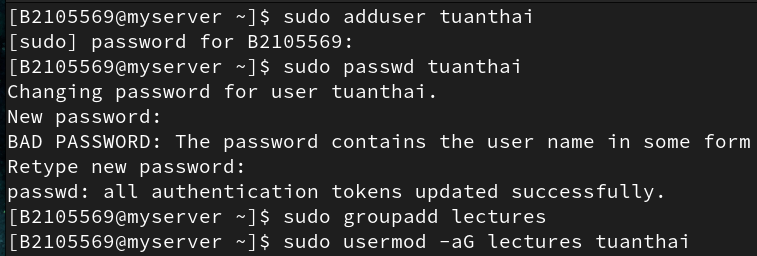 [B2105569@myserver ~]$ sudo adduser tuanthai
[sudo] password for B2105569:
[B2105569@myserver ~]$ sudo passwd tuanthai
Changing password for user tuanthai.
New password:
BAD PASSWORD: The password contains the user name in some form
Retype new password:
passwd: all authentication tokens updated successfully.
[B2105569@myserver ~]$ sudo groupadd lectures
[B2105569@myserver ~]$ sudo usermod -aG lectures tuanthai